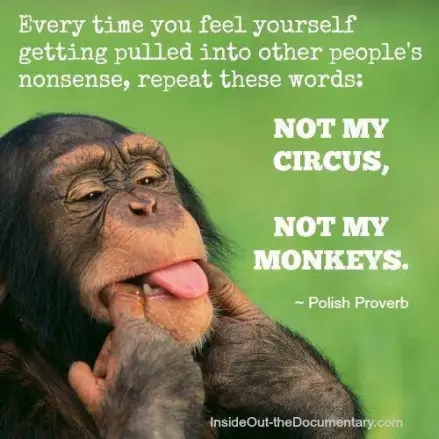 Every time you feel yourself
getting pulled into other people's
nonsense, repeat these words:
NOT MY
CIRCUS,
NOT MY
MONKEYS.
~ Polish Proverb
InsideOut-theDocumentary.com